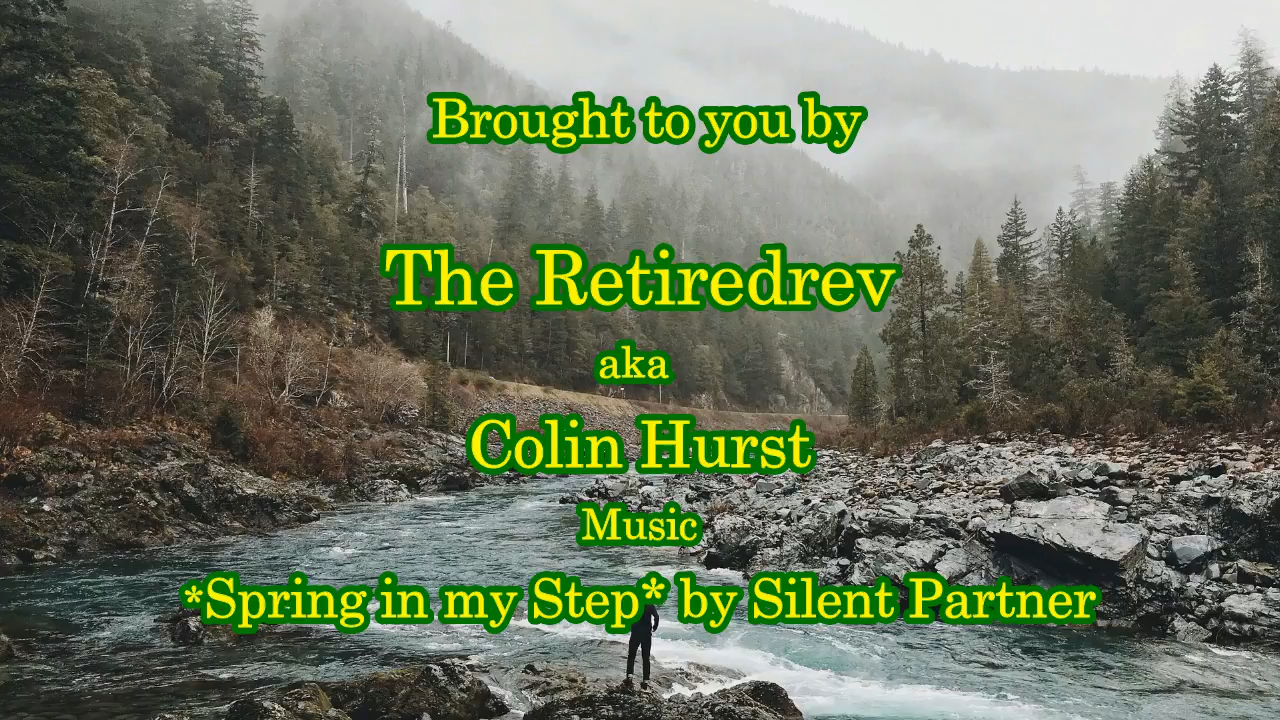 Brought to you by
The Retiredrev
aka
Colin Hurst
Music
*Spring in my Step* by Silent Partner